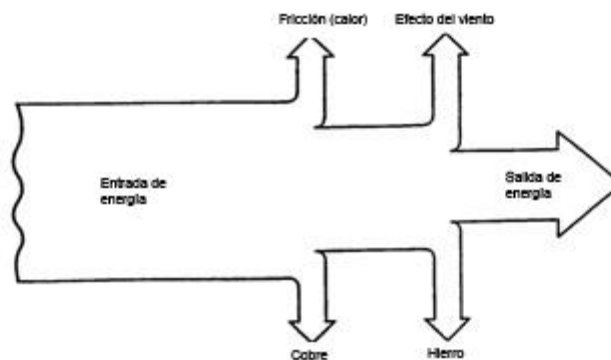 Fricción (calor)
Efecto del viento
Entrada de
energía
Salida de
energía
Cobre
Hierro